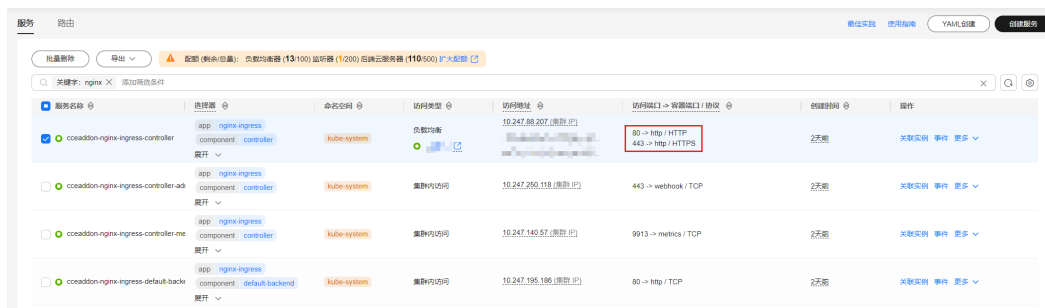 服务 路由 最佳实践 使用指南 YAML创建 创建服务
批量删除 导出 配额 (剩余/总量): 负载均衡器 (13/100) 监听器 (1/200) 后端云服务器 (110/500) 扩大配额
关键字: nginx × 添加筛选条件
服务名称 选择器 命名空间 访问类型 访问地址 访问端口 -> 容器端口 / 协议 创建时间 操作
cceaddon-nginx-ingress-controller
app nginx-ingress
component controller
展开
kube-system
负载均衡
10.247.88.207 (集群 IP)
80 -> http / HTTP
443 -> http / HTTPS
2天前
关联实例 事件 更多
cceaddon-nginx-ingress-controller-adı
app nginx-ingress
component controller
展开
kube-system
集群内访问
10.247.250.118 (集群 IP)
443 -> webhook / TCP
2天前
关联实例 事件 更多
cceaddon-nginx-ingress-controller-me
app nginx-ingress
component controller
展开
kube-system
集群内访问
10.247.140.57 (集群 IP)
9913 -> metrics / TCP
2天前
关联实例 事件 更多
cceaddon-nginx-ingress-default-backe
app nginx-ingress
component default-backend
展开
kube-system
集群内访问
10.247.195.186 (集群 IP)
80 -> http / TCP
2天前
关联实例 事件 更多